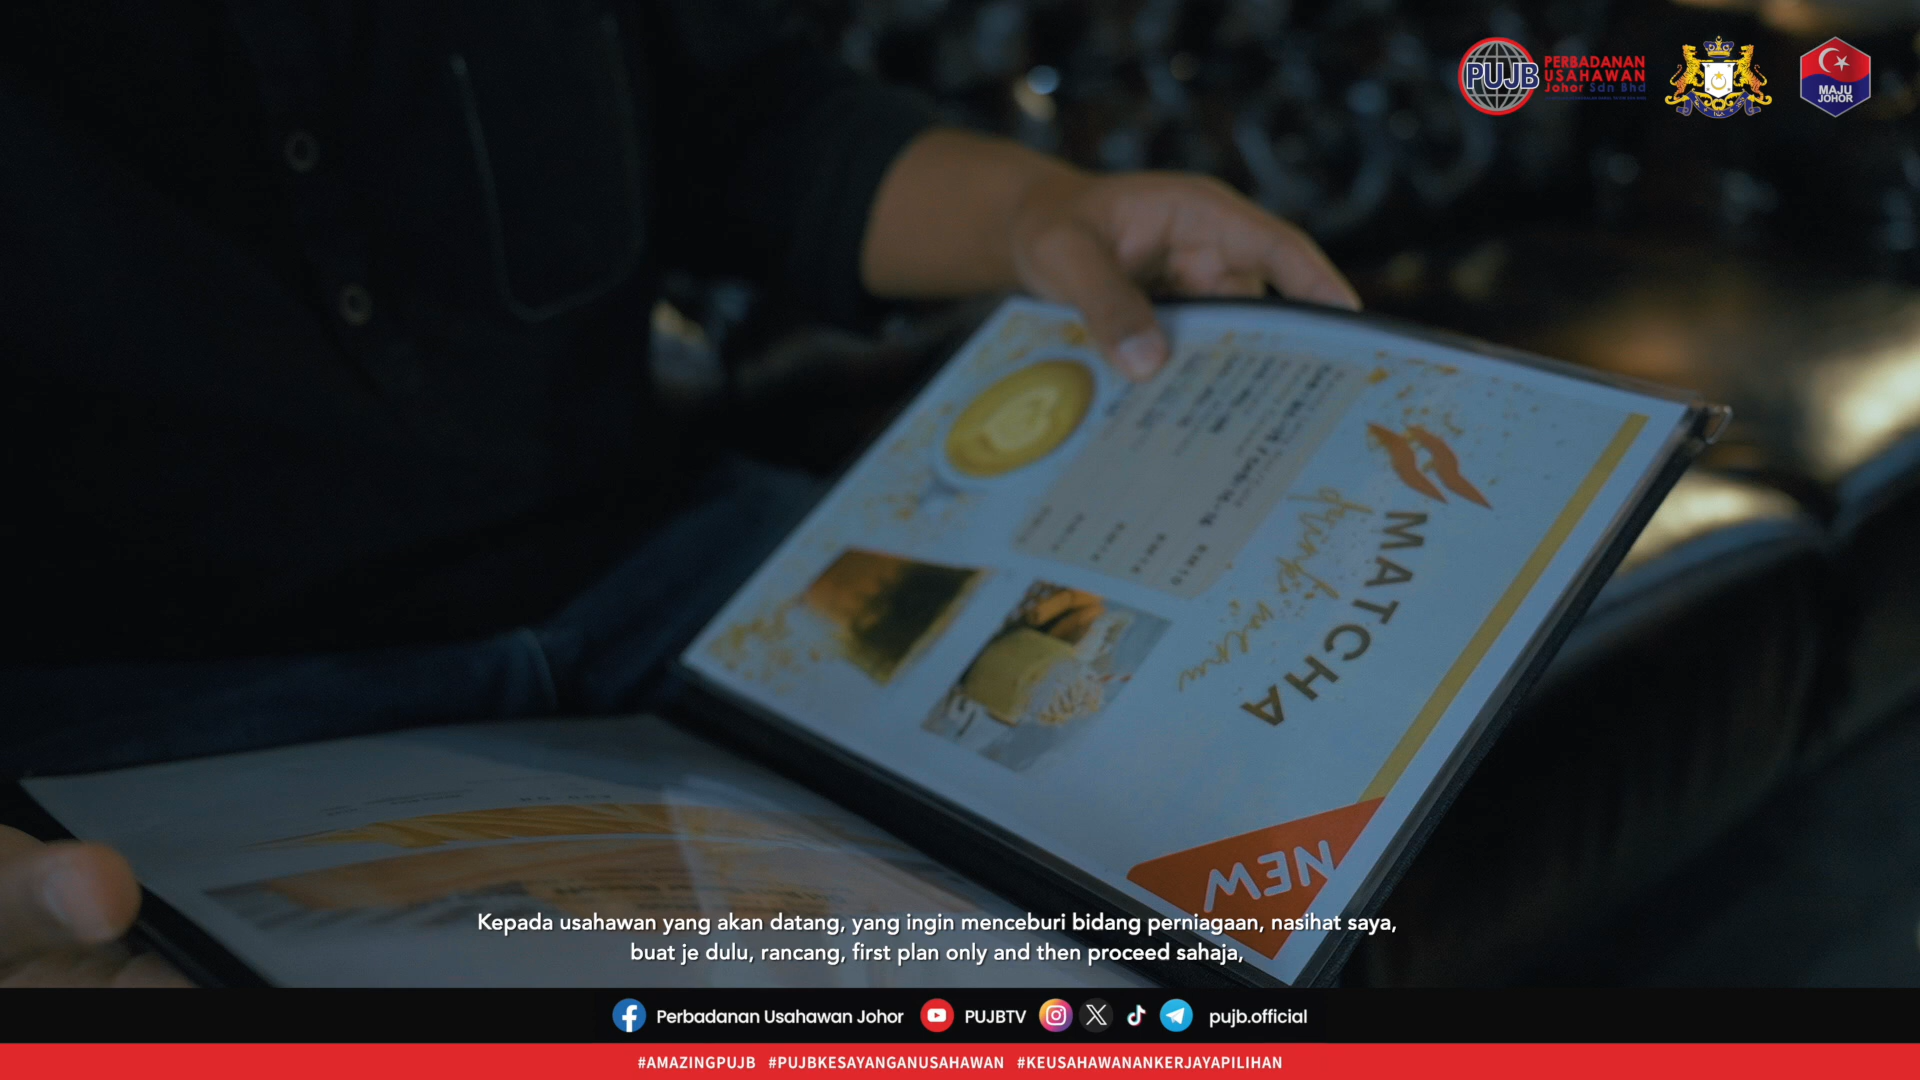 PUJB
PERBADANAN
USAHAWAN
Johor Sdn Bhd
MAJU
JOHOR
MATCHA
drinks menu
NEW
Kepada usahawan yang akan datang, yang ingin menceburi bidang perniagaan, nasihat saya,
buat je dulu, rancang, first plan only and then proceed sahaja,
Perbadanan Usahawan Johor
PUJBTV
pujb.official
#AMAZINGPUJB #PUJBKESAYANGANUSAHAWAN #KEUSAHAWANANKERJAYAPILIHAN